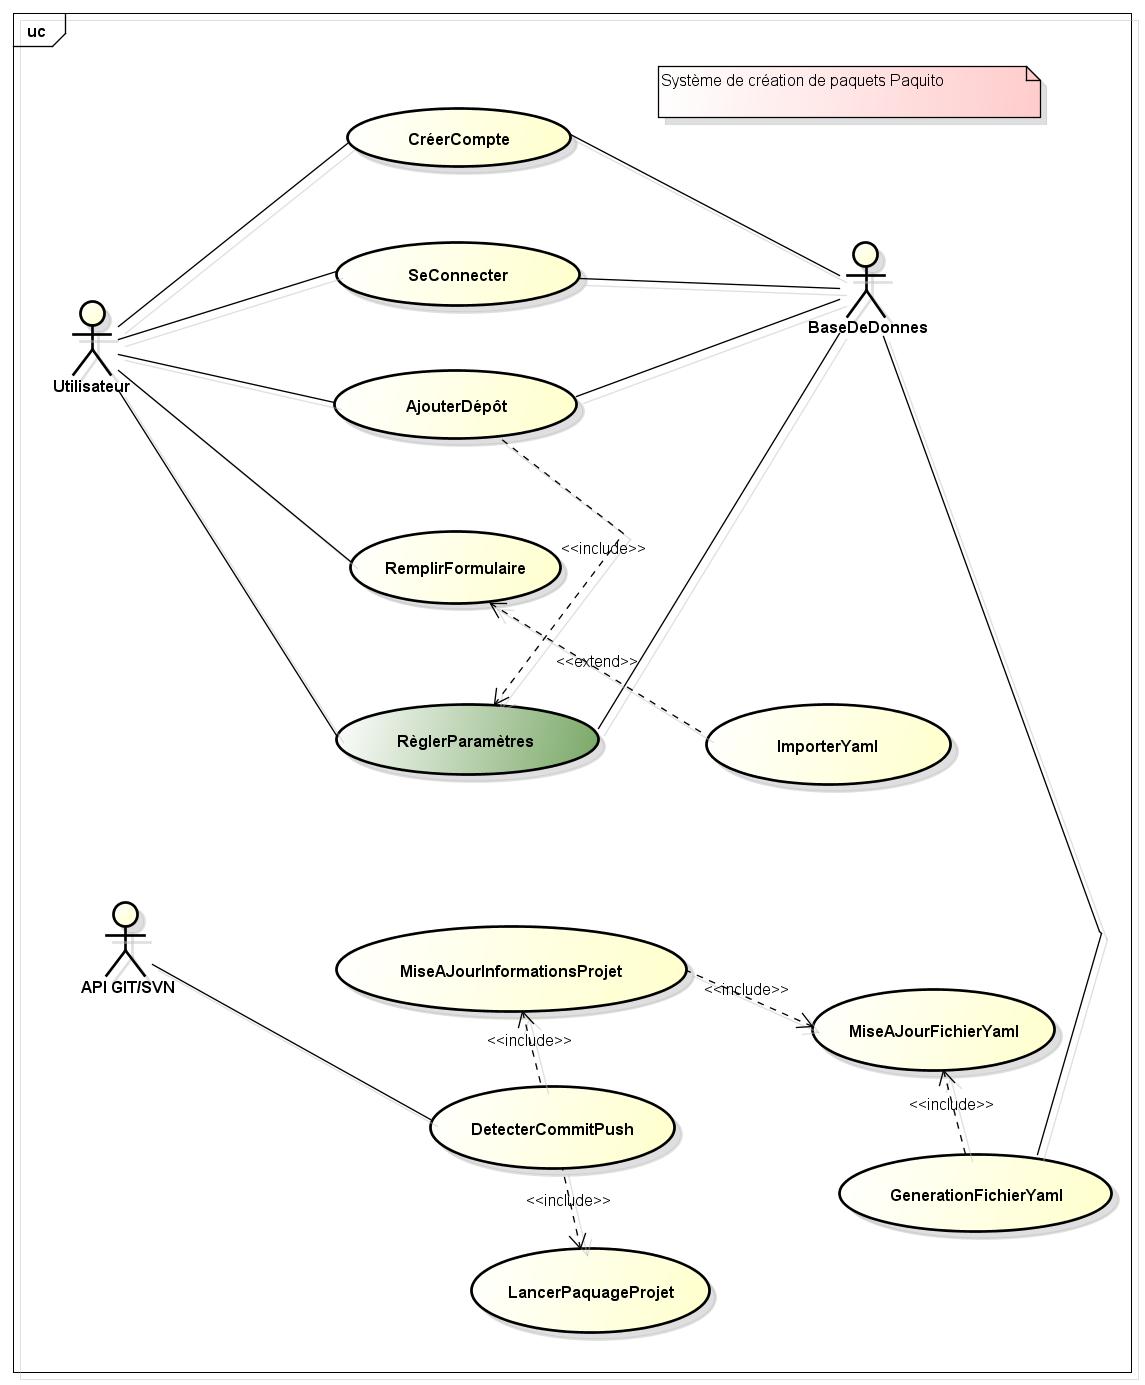 uc
Système de création de paquets Paquito
CréerCompte
SeConnecter
BaseDeDonnes
Utilisateur
AjouterDépôt
<<include>>
RemplirFormulaire
<<extend>>
RèglerParamètres
ImporterYaml
API GIT/SVN
MiseAJourInformationsProjet
<<include>>
MiseAJourFichierYaml
<<include>>
<<include>>
DetecterCommitPush
GenerationFichierYaml
<<include>>
LancerPaquageProjet